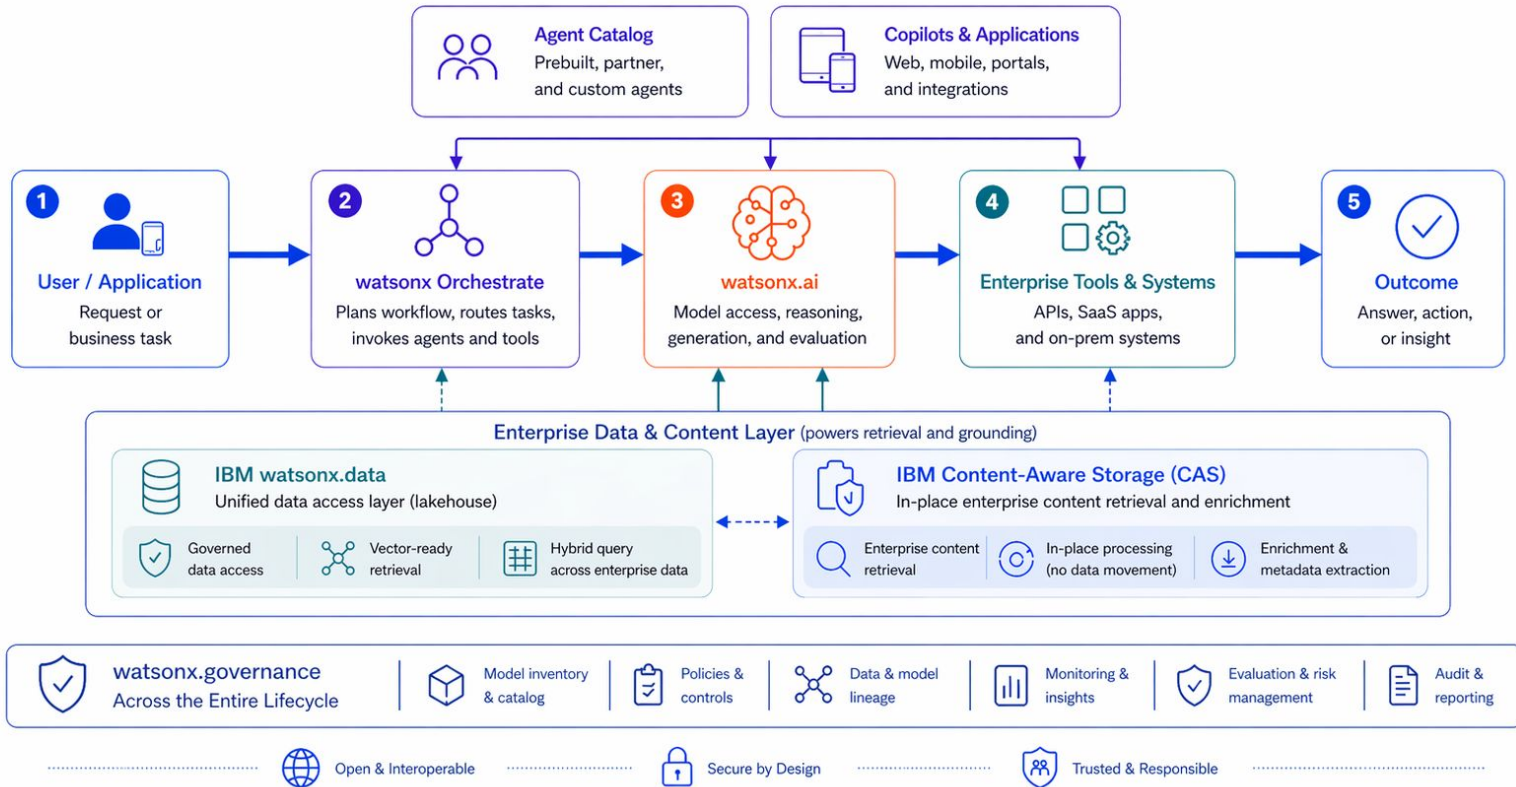 Agent Catalog
Prebuilt, partner,
and custom agents
Copilots & Applications
Web, mobile, portals,
and integrations
1
User / Application
Request or
business task
2
watsonx Orchestrate
Plans workflow, routes tasks,
invokes agents and tools
3
watsonx.ai
Model access, reasoning,
generation, and evaluation
4
Enterprise Tools & Systems
APIs, SaaS apps,
and on-prem systems
5
Outcome
Answer, action,
or insight
Enterprise Data & Content Layer (powers retrieval and grounding)
IBM watsonx.data
Unified data access layer (lakehouse)
Governed
data access
Vector-ready
retrieval
Hybrid query
across enterprise data
IBM Content-Aware Storage (CAS)
In-place enterprise content retrieval and enrichment
Enterprise content
retrieval
In-place processing
(no data movement)
Enrichment &
metadata extraction
watsonx.governance
Across the Entire Lifecycle
Model inventory
& catalog
Policies &
controls
Data & model
lineage
Monitoring &
insights
Evaluation & risk
management
Audit &
reporting
Open & Interoperable
Secure by Design
Trusted & Responsible